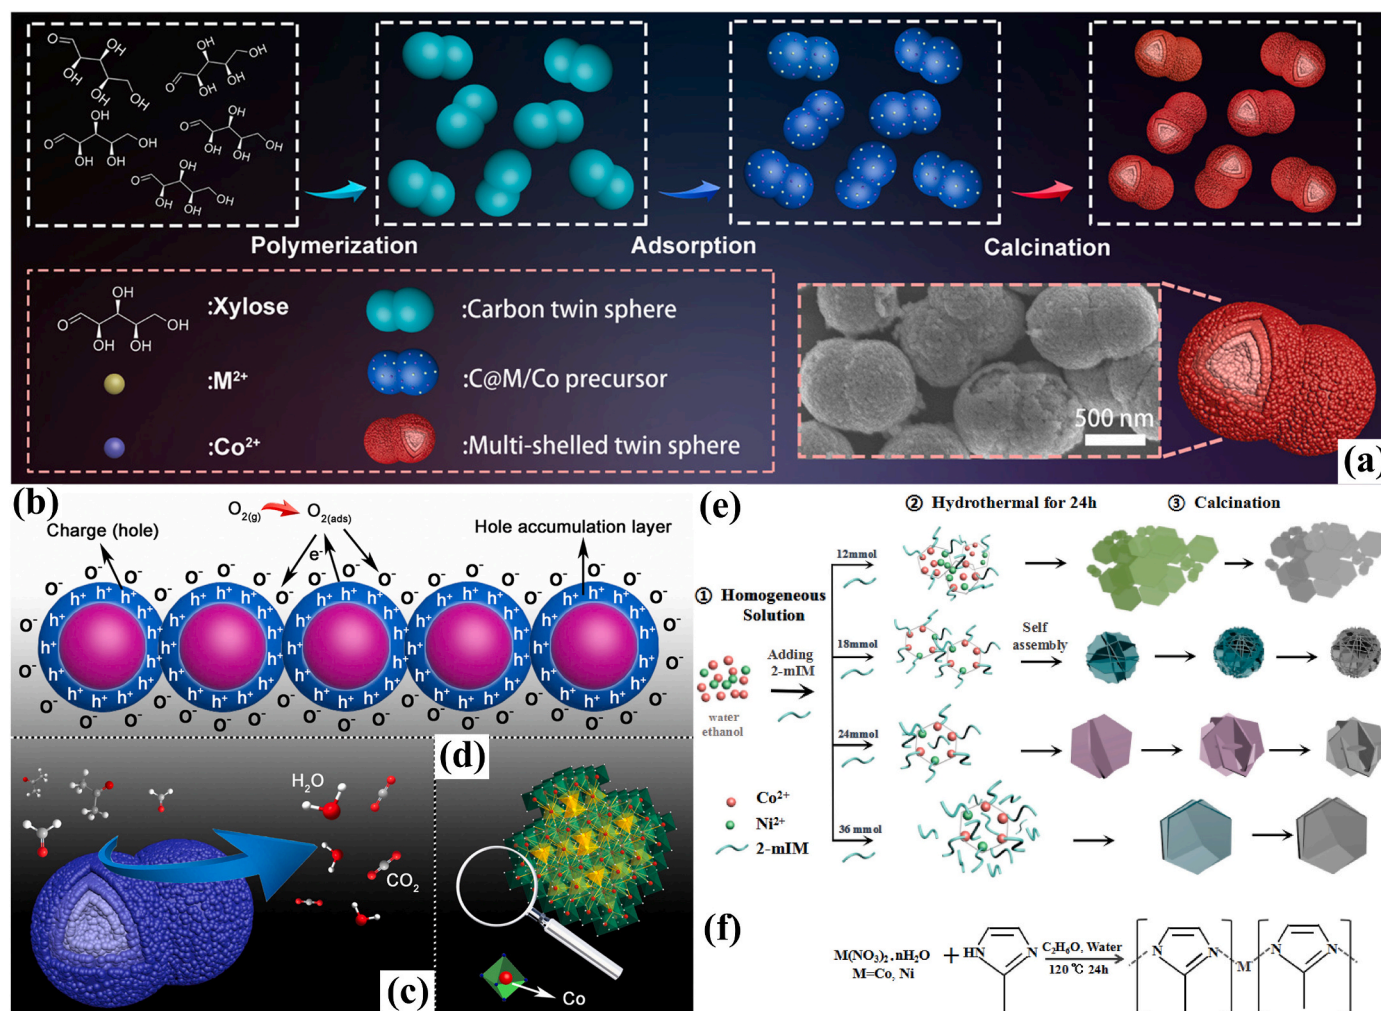 Polymerization
Adsorption
Calcination
:Xylose
:Carbon twin sphere
:M²⁺
:C@M/Co precursor
:Co²⁺
:Multi-shelled twin sphere
500 nm
(a)
(b)
O₂(g)
O₂(ads)
Charge (hole)
e⁻
Hole accumulation layer
O⁻
h⁺
(c)
H₂O
CO₂
(d)
Co
(e)
② Hydrothermal for 24h
③ Calcination
① Homogeneous
Solution
12mmol
18mmol
Self
assembly
Adding
2-mIM
water
ethanol
24mmol
36 mmol
Co²⁺
Ni²⁺
2-mIM
(f)
M(NO₃)₂.nH₂O
M=Co, Ni
+
HN
N
C₂H₆O, Water
120 ℃ 24h
N
N
M
N
N